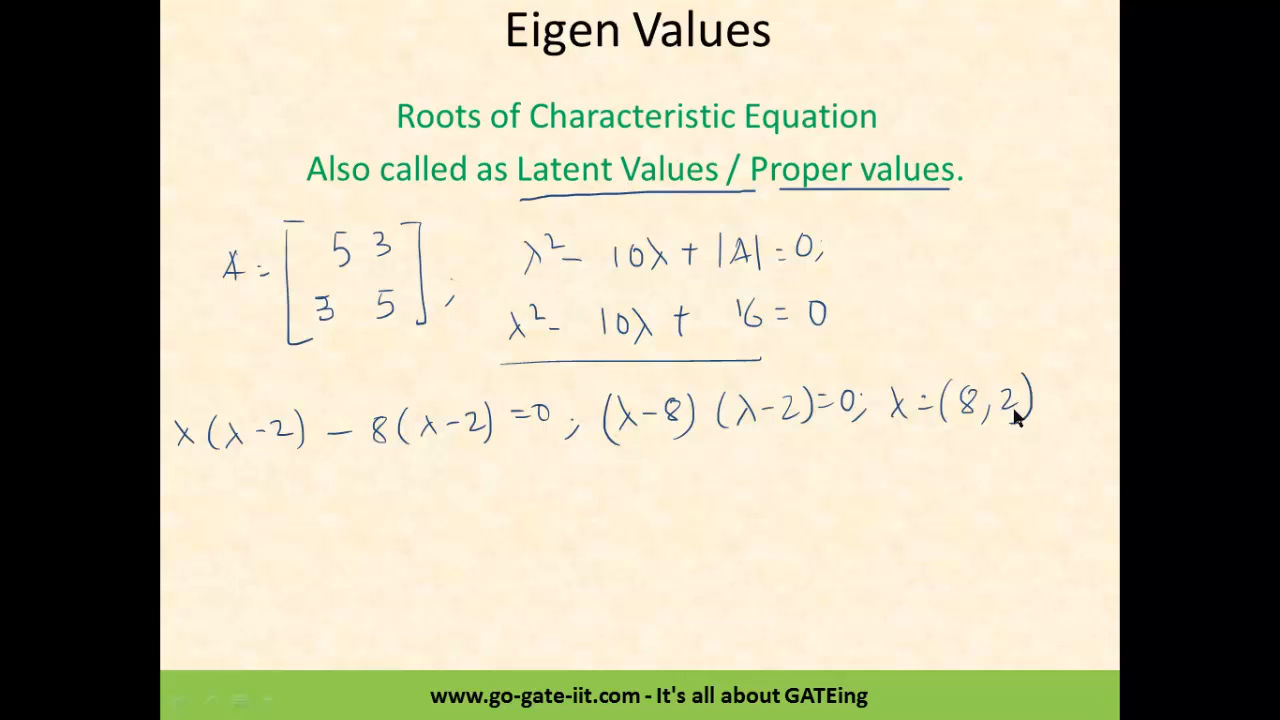 Eigen Values
Roots of Characteristic Equation
Also called as Latent Values / Proper values.
A = [ 5 3
3 5 ] ;
λ² - 10λ + |A| = 0;
λ² - 10λ + 16 = 0
λ(λ-2) - 8(λ-2) = 0 ; (λ-8) (λ-2) = 0; λ = (8, 2)
www.go-gate-iit.com - It's all about GATEing